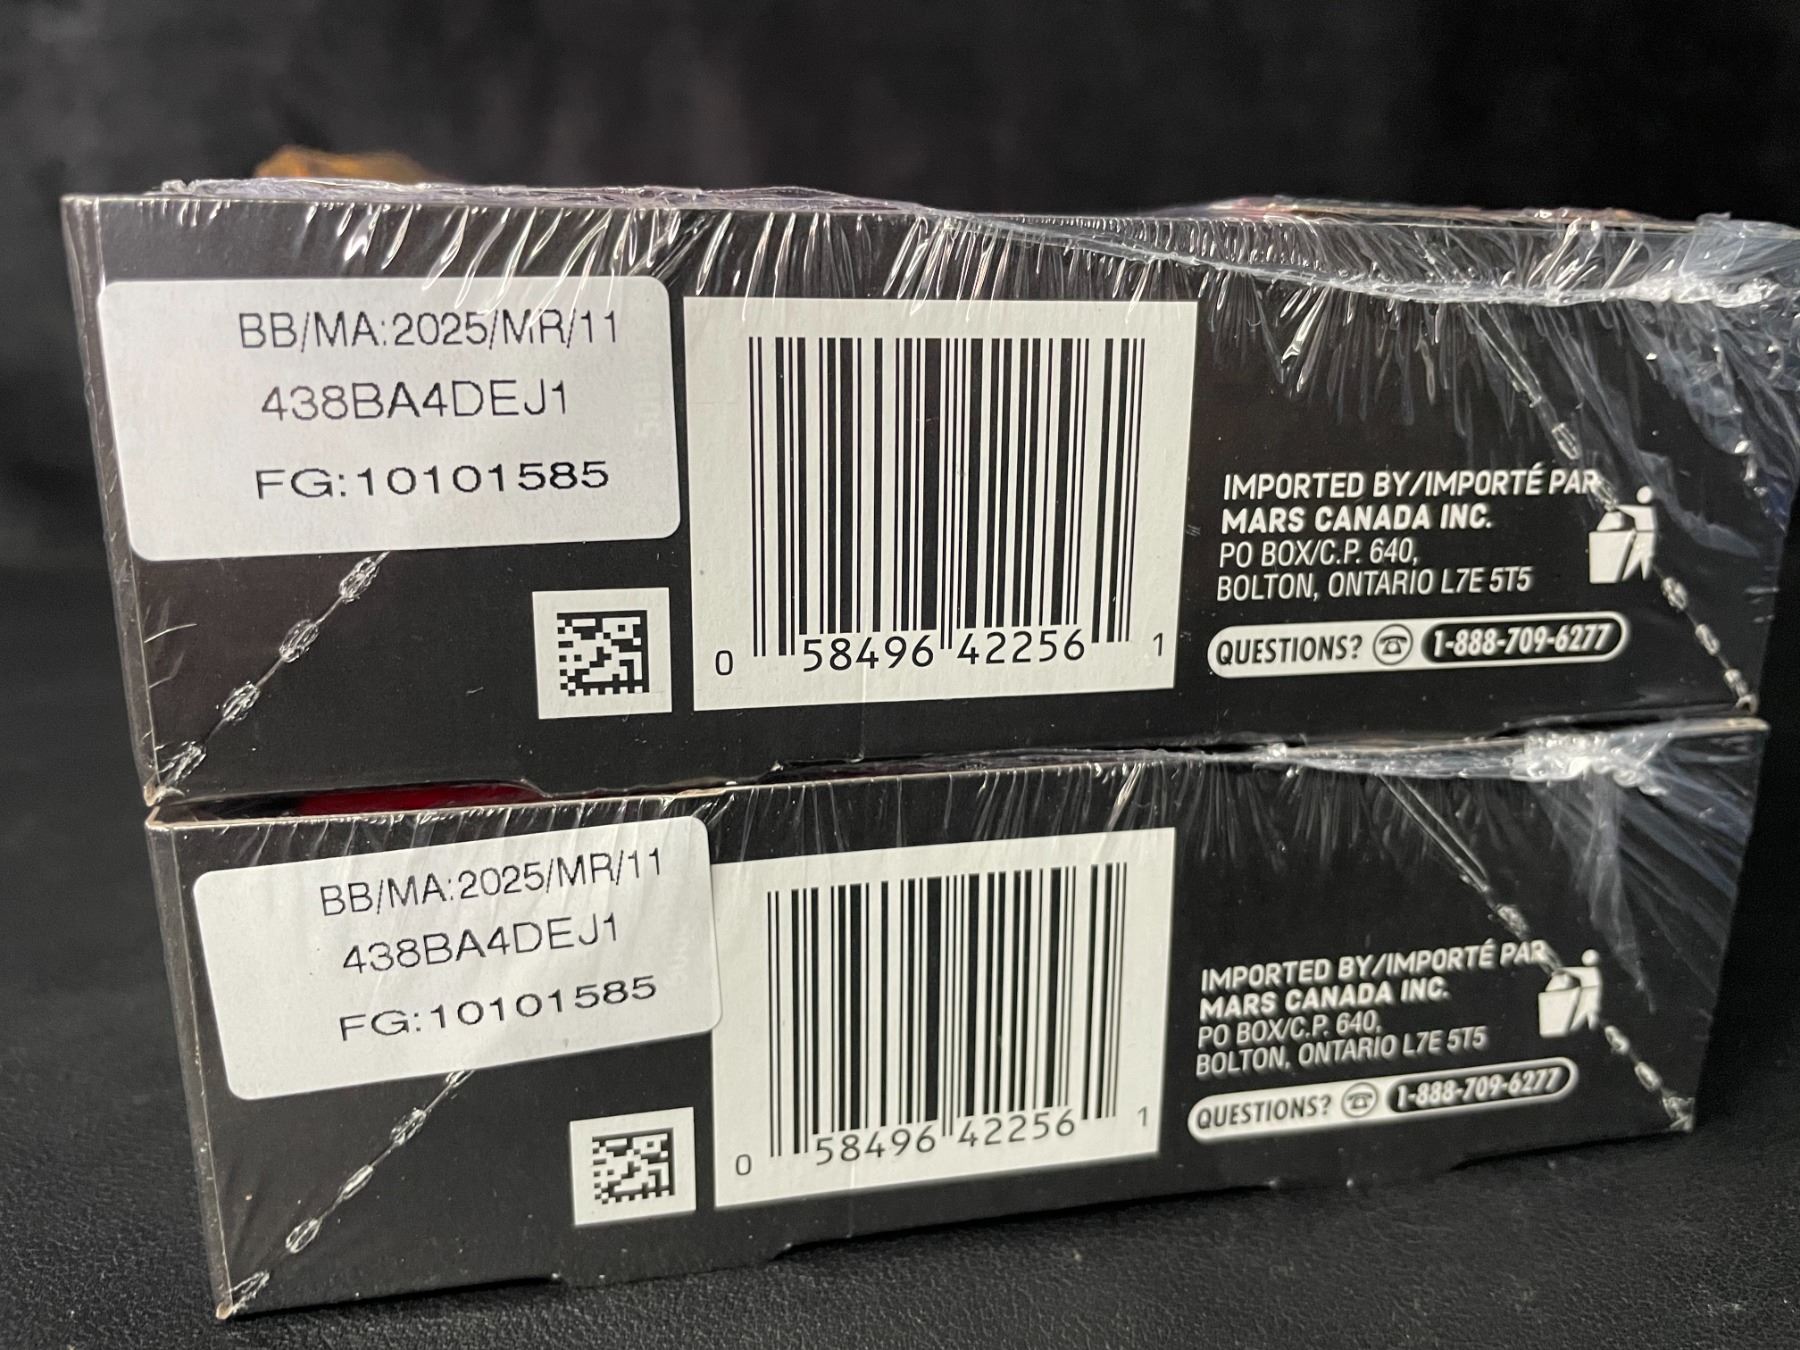 BB/MA:2025/MR/11
438BA4DEJ1
FG:10101585
0 58496 42256 1
IMPORTED BY/IMPORTÉ PAR
MARS CANADA INC.
PO BOX/C.P. 640,
BOLTON, ONTARIO L7E 5T5
QUESTIONS? 1-888-709-6277
BB/MA:2025/MR/11
438BA4DEJ1
FG:10101585
0 58496 42256 1
IMPORTED BY/IMPORTÉ PAR
MARS CANADA INC.
PO BOX/C.P. 640,
BOLTON, ONTARIO L7E 5T5
QUESTIONS? 1-888-709-6277